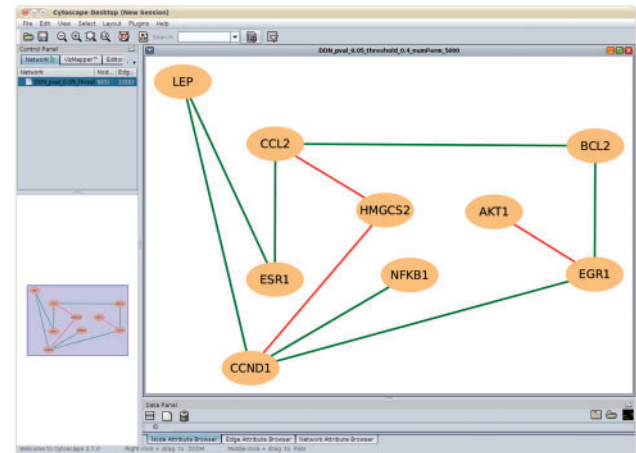 Cytoscape Desktop (New Session)
File Edit View Select Layout Plugins Help
Search:
Control Panel
Network VizMapper™ Editor
Network Nod... Edg...
DDN_pval_0.05_threshold_0.4_numPerm_5000
LEP
CCL2
BCL2
HMGCS2
AKT1
ESR1
NFKB1
EGR1
CCND1
Data Panel
ID
Node Attribute Browser Edge Attribute Browser Network Attribute Browser
Welcome to Cytoscape 2.7.0 Right-click + drag to ZOOM Middle-click + drag to PAN